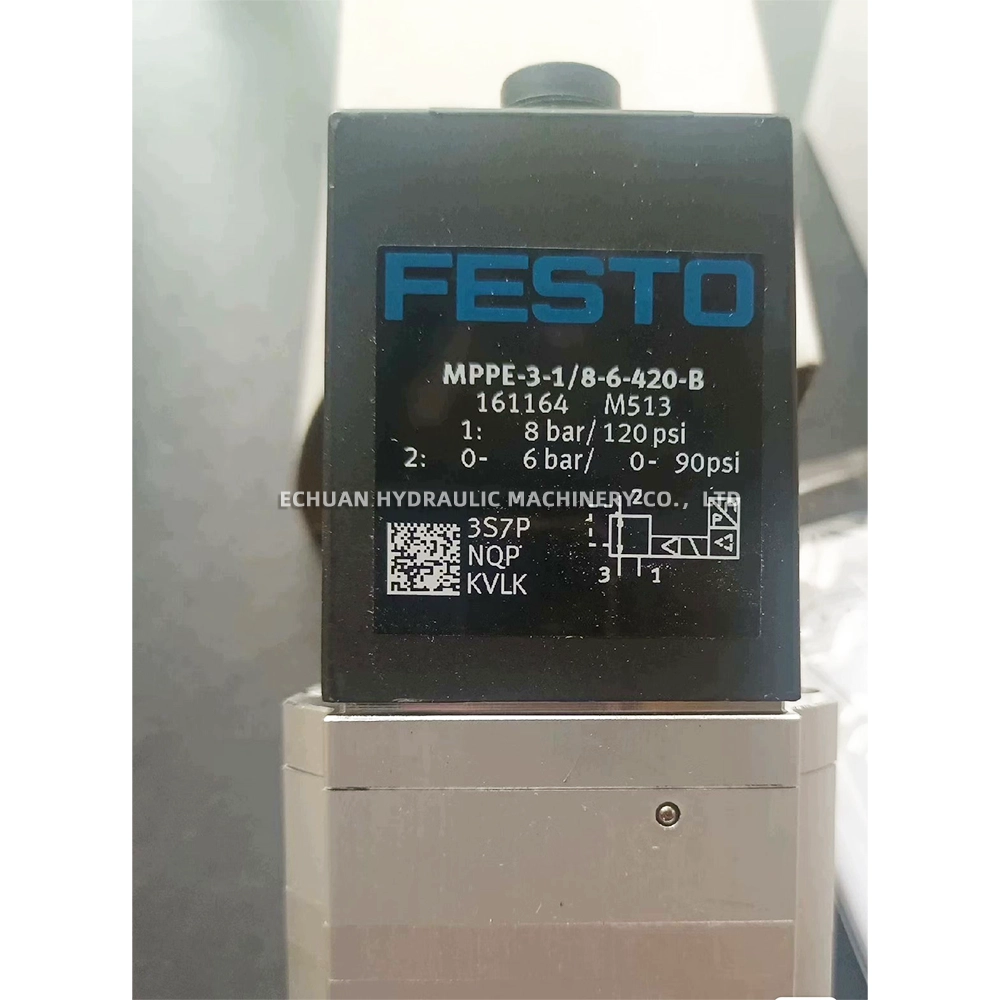 FESTO
MPPE-3-1/8-6-420-B
161164 M513
1: 8 bar/ 120 psi
2: 0- 6 bar/ 0- 90psi
ECHUAN HYDRAULIC MACHINERY CO., LTD
2
P
3S7P
NQP
KVLK
3 1